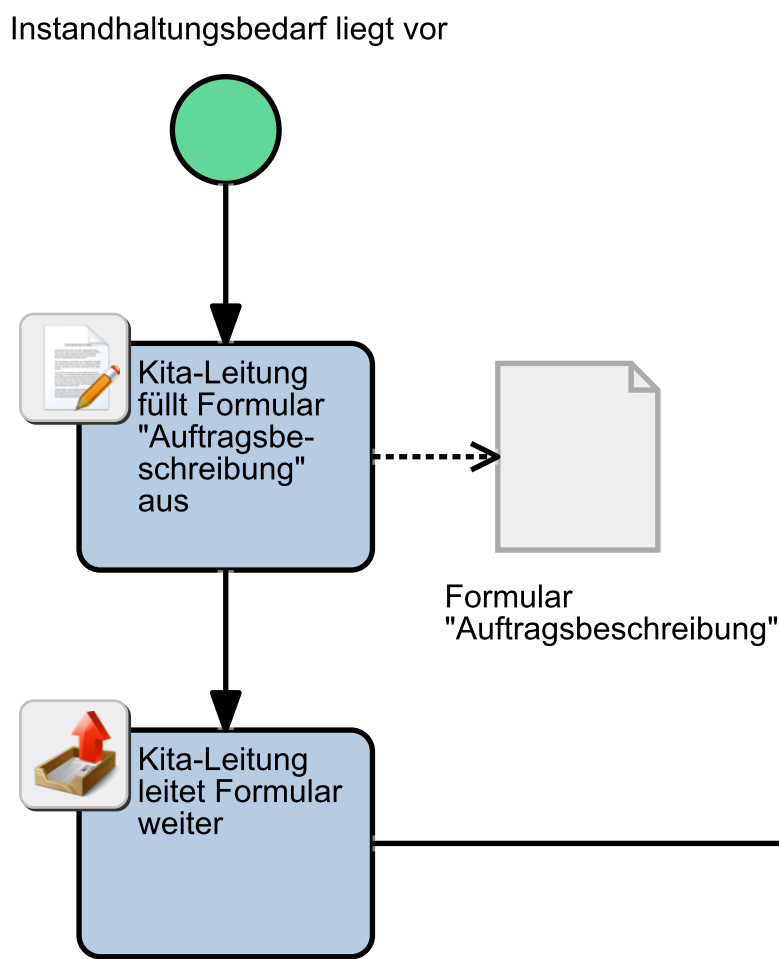 Instandhaltungsbedarf liegt vor
Kita-Leitung
füllt Formular
"Auftragsbe-
schreibung"
aus
Formular
"Auftragsbeschreibung"
Kita-Leitung
leitet Formular
weiter